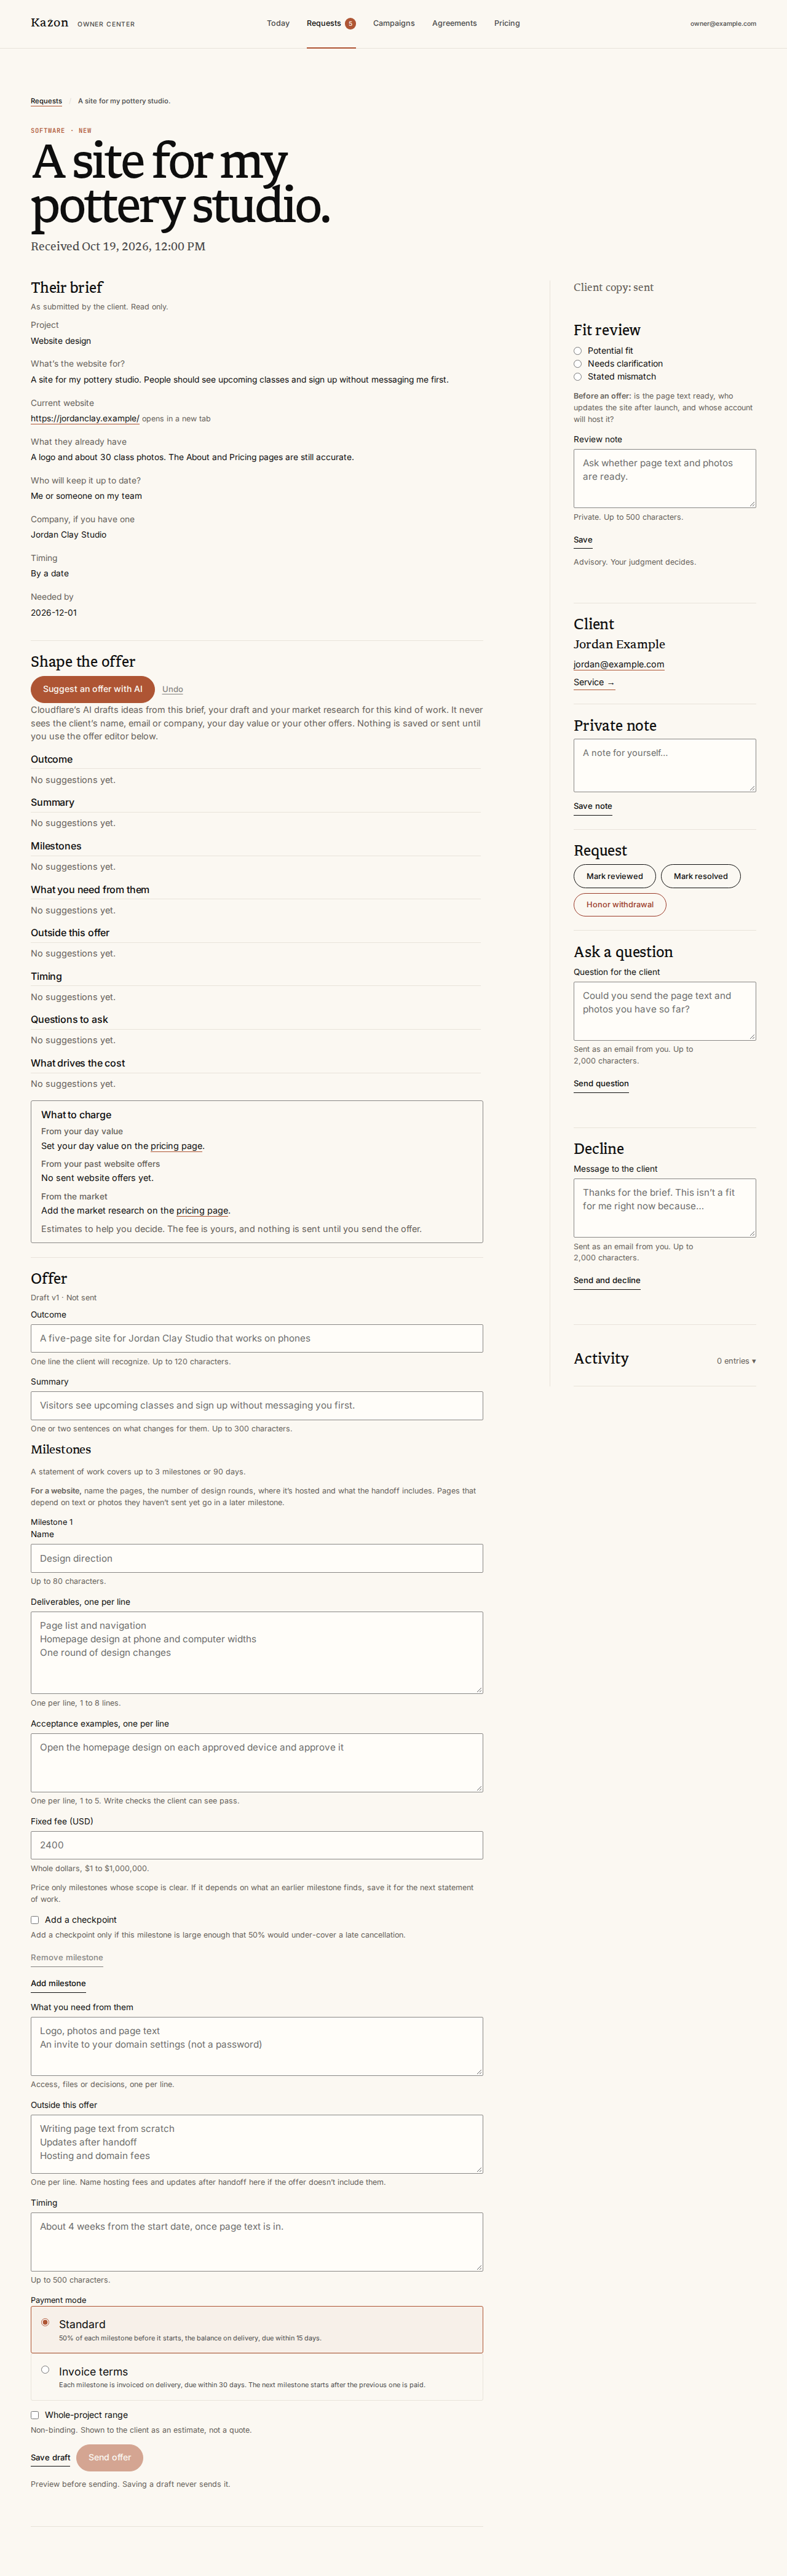 Kazon OWNER CENTER Today Requests 5 Campaigns Agreements Pricing owner@example.com
Requests / A site for my pottery studio.
SOFTWARE · NEW
A site for my
pottery studio.
Received Oct 19, 2026, 12:00 PM
Their brief
As submitted by the client. Read only.
Project
Website design
What's the website for?
A site for my pottery studio. People should see upcoming classes and sign up without messaging me first.
Current website
https://jordanclay.example/ opens in a new tab
What they already have
A logo and about 30 class photos. The About and Pricing pages are still accurate.
Who will keep it up to date?
Me or someone on my team
Company, if you have one
Jordan Clay Studio
Timing
By a date
Needed by
2026-12-01
Shape the offer
Suggest an offer with AI Undo
Cloudflare's AI drafts ideas from this brief, your draft and your market research for this kind of work. It never
sees the client's name, email or company, your day value or your other offers. Nothing is saved or sent until
you use the offer editor below.
Outcome
No suggestions yet.
Summary
No suggestions yet.
Milestones
No suggestions yet.
What you need from them
No suggestions yet.
Outside this offer
No suggestions yet.
Timing
No suggestions yet.
Questions to ask
No suggestions yet.
What drives the cost
No suggestions yet.
What to charge
From your day value
Set your day value on the pricing page.
From your past website offers
No sent website offers yet.
From the market
Add the market research on the pricing page.
Estimates to help you decide. The fee is yours, and nothing is sent until you send the offer.
Offer
Draft v1 · Not sent
Outcome
A five-page site for Jordan Clay Studio that works on phones
One line the client will recognize. Up to 120 characters.
Summary
Visitors see upcoming classes and sign up without messaging you first.
One or two sentences on what changes for them. Up to 300 characters.
Milestones
A statement of work covers up to 3 milestones or 90 days.
For a website, name the pages, the number of design rounds, where it's hosted and what the handoff includes. Pages that
depend on text or photos they haven't sent yet go in a later milestone.
Milestone 1
Name
Design direction
Up to 80 characters.
Deliverables, one per line
Page list and navigation
Homepage design at phone and computer widths
One round of design changes
One per line, 1 to 8 lines.
Acceptance examples, one per line
Open the homepage design on each approved device and approve it
One per line, 1 to 5. Write checks the client can see pass.
Fixed fee (USD)
2400
Whole dollars, $1 to $1,000,000.
Price only milestones whose scope is clear. If it depends on what an earlier milestone finds, save it for the next statement
of work.
Add a checkpoint
Add a checkpoint only if this milestone is large enough that 50% would under-cover a late cancellation.
Remove milestone
Add milestone
What you need from them
Logo, photos and page text
An invite to your domain settings (not a password)
Access, files or decisions, one per line.
Outside this offer
Writing page text from scratch
Updates after handoff
Hosting and domain fees
One per line. Name hosting fees and updates after handoff here if the offer doesn't include them.
Timing
About 4 weeks from the start date, once page text is in.
Up to 500 characters.
Payment mode
Standard
50% of each milestone before it starts, the balance on delivery, due within 15 days.
Invoice terms
Each milestone is invoiced on delivery, due within 30 days. The next milestone starts after the previous one is paid.
Whole-project range
Non-binding. Shown to the client as an estimate, not a quote.
Save draft Send offer
Preview before sending. Saving a draft never sends it.
Client copy: sent
Fit review
Potential fit
Needs clarification
Stated mismatch
Before an offer: is the page text ready, who
updates the site after launch, and whose account
will host it?
Review note
Ask whether page text and photos
are ready.
Private. Up to 500 characters.
Save
Advisory. Your judgment decides.
Client
Jordan Example
jordan@example.com
Service →
Private note
A note for yourself…
Save note
Request
Mark reviewed Mark resolved
Honor withdrawal
Ask a question
Question for the client
Could you send the page text and
photos you have so far?
Sent as an email from you. Up to
2,000 characters.
Send question
Decline
Message to the client
Thanks for the brief. This isn't a fit
for me right now because…
Sent as an email from you. Up to
2,000 characters.
Send and decline
Activity 0 entries ▾